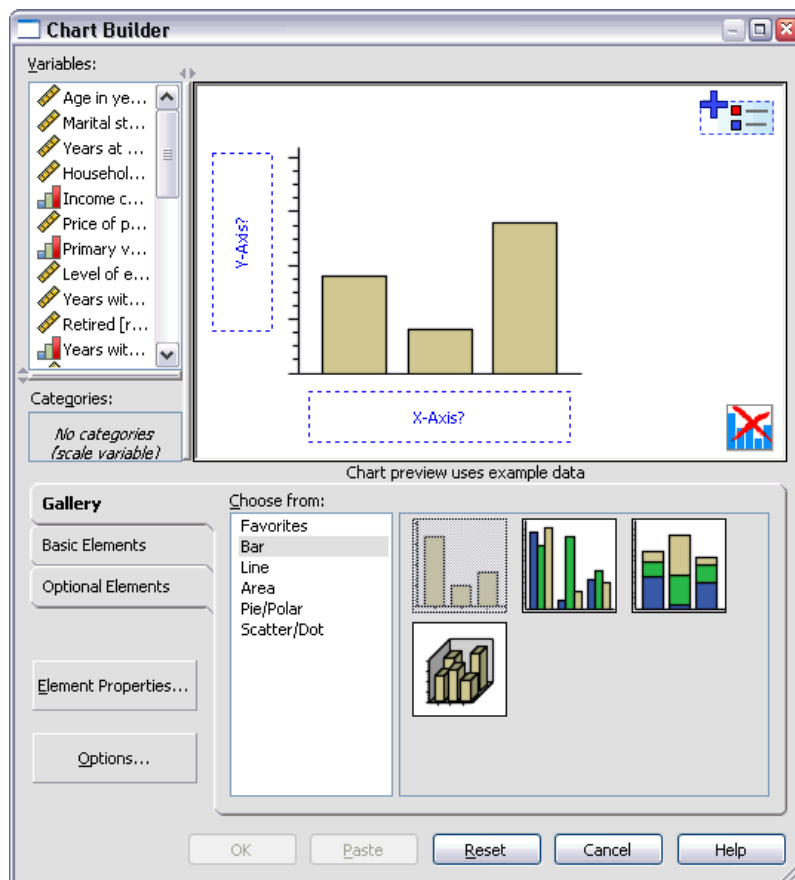 Chart Builder
Variables:
Age in ye...
Marital st...
Years at ...
Househol...
Income c...
Price of p...
Primary v...
Level of e...
Years wit...
Retired [r...
Years wit...
Categories:
No categories
(scale variable)
Y-Axis?
X-Axis?
Chart preview uses example data
Gallery
Basic Elements
Optional Elements
Element Properties...
Options...
Choose from:
Favorites
Bar
Line
Area
Pie/Polar
Scatter/Dot
OK
Paste
Reset
Cancel
Help